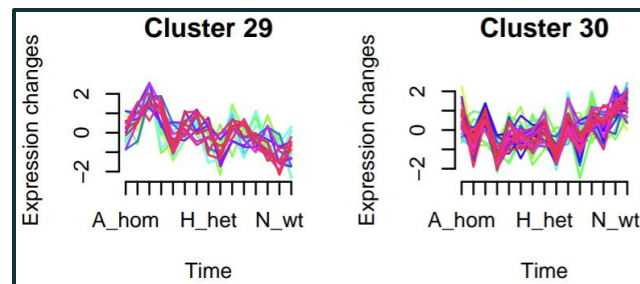 Cluster 29
Expression changes
2
0
−2
A_hom H_het N_wt
Time
Cluster 30
Expression changes
2
0
−2
A_hom H_het N_wt
Time